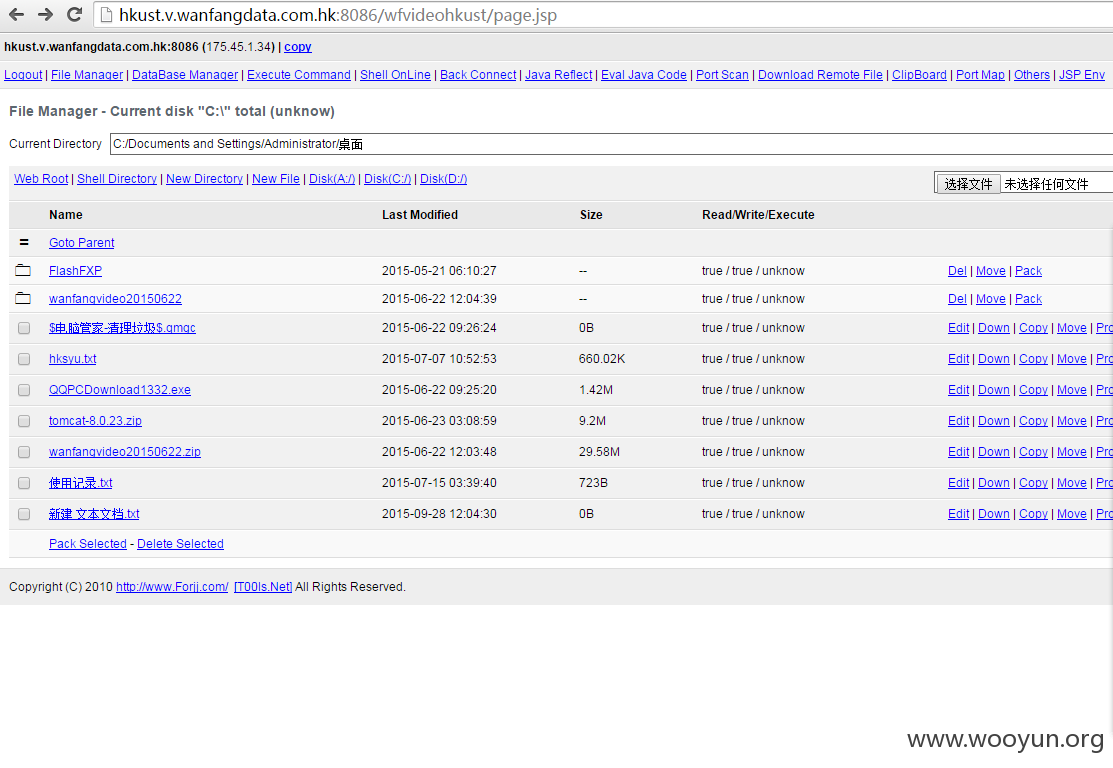 hkust.v.wanfangdata.com.hk:8086/wfvideohkust/page.jsp
hkust.v.wanfangdata.com.hk:8086 (175.45.1.34) | copy
Logout | File Manager | DataBase Manager | Execute Command | Shell OnLine | Back Connect | Java Reflect | Eval Java Code | Port Scan | Download Remote File | ClipBoard | Port Map | Others | JSP Env
File Manager - Current disk "C:\" total (unknow)
Current Directory C:/Documents and Settings/Administrator/桌面
Web Root | Shell Directory | New Directory | New File | Disk(A:/) | Disk(C:/) | Disk(D:/) 选择文件 未选择任何文件
Name Last Modified Size Read/Write/Execute
= Goto Parent
FlashFXP 2015-05-21 06:10:27 -- true / true / unknow Del | Move | Pack
wanfangvideo20150622 2015-06-22 12:04:39 -- true / true / unknow Del | Move | Pack
$电脑管家-清理垃圾$.qmgc 2015-06-22 09:26:24 0B true / true / unknow Edit | Down | Copy | Move | Pro
hksyu.txt 2015-07-07 10:52:53 660.02K true / true / unknow Edit | Down | Copy | Move | Pro
QQPCDownload1332.exe 2015-06-22 09:25:20 1.42M true / true / unknow Edit | Down | Copy | Move | Pro
tomcat-8.0.23.zip 2015-06-23 03:08:59 9.2M true / true / unknow Edit | Down | Copy | Move | Pro
wanfangvideo20150622.zip 2015-06-22 12:03:48 29.58M true / true / unknow Edit | Down | Copy | Move | Pro
使用记录.txt 2015-07-15 03:39:40 723B true / true / unknow Edit | Down | Copy | Move | Pro
新建 文本文档.txt 2015-09-28 12:04:30 0B true / true / unknow Edit | Down | Copy | Move | Pro
Pack Selected - Delete Selected
Copyright (C) 2010 http://www.Forjj.com/ [T00ls.Net] All Rights Reserved.
www.wooyun.org